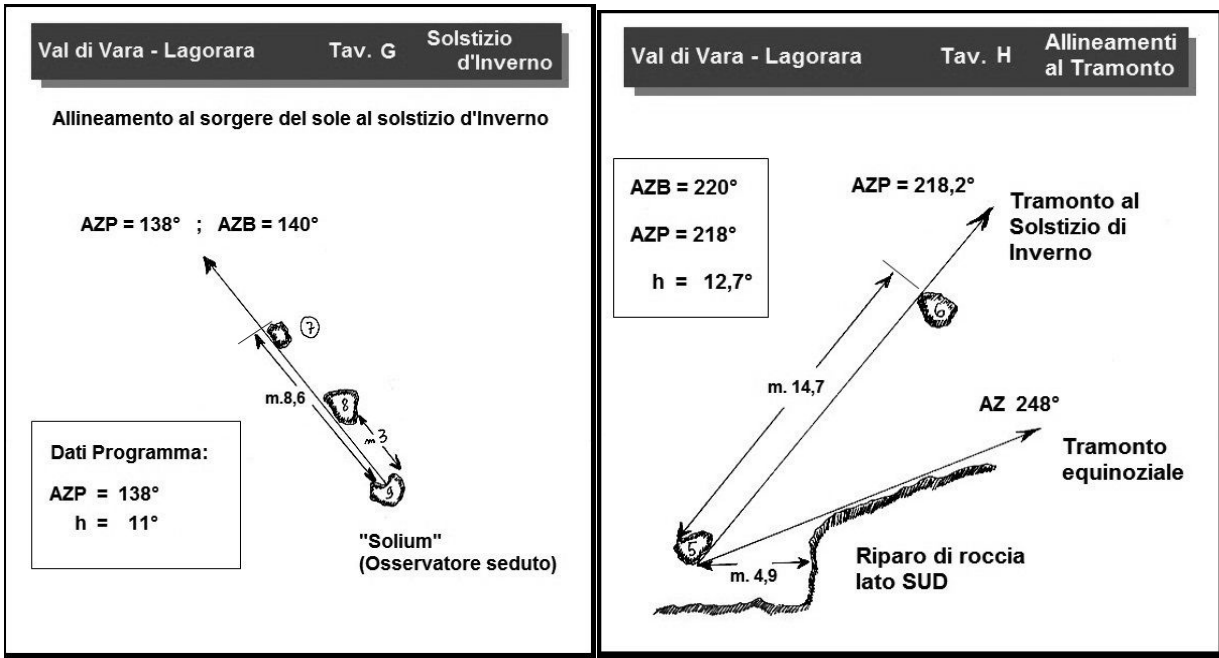 Val di Vara - Lagorara Tav. G Solstizio
d'Inverno
Allineamento al sorgere del sole al solstizio d'Inverno
AZP = 138° ; AZB = 140°
7
m.8,6
8
m 3
9
Dati Programma:
AZP = 138°
h = 11°
"Solium"
(Osservatore seduto)
Val di Vara - Lagorara Tav. H Allineamenti
al Tramonto
AZB = 220°
AZP = 218°
h = 12,7°
AZP = 218,2°
Tramonto al
Solstizio di
Inverno
6
m. 14,7
AZ 248°
Tramonto
equinoziale
5
m. 4,9
Riparo di roccia
lato SUD